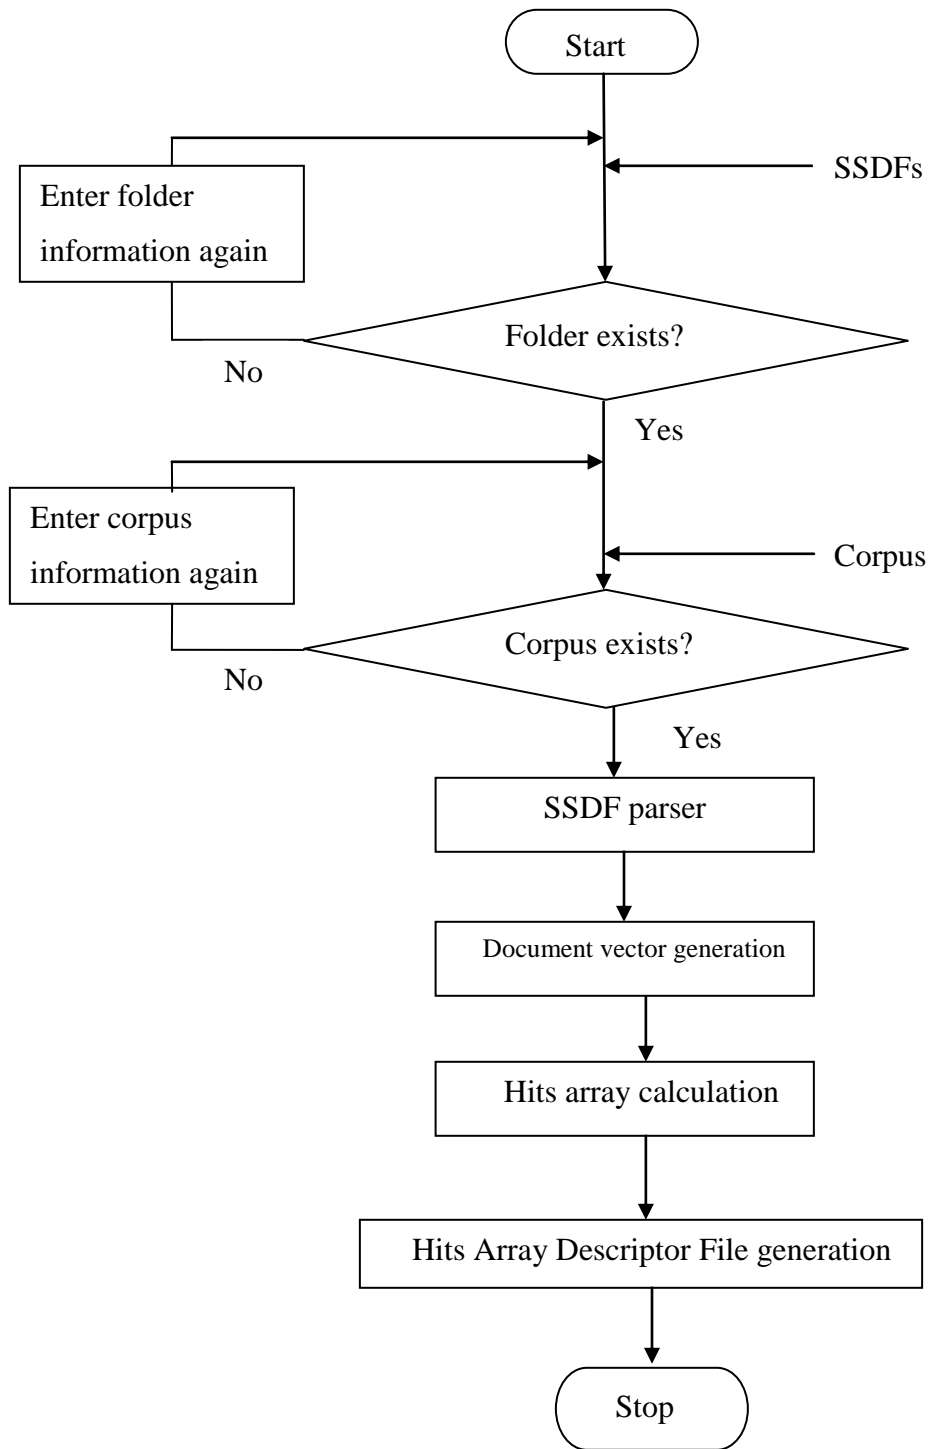 Start
SSDFs
Enter folder
information again
Folder exists?
No
Yes
Enter corpus
information again
Corpus
Corpus exists?
No
Yes
SSDF parser
Document vector generation
Hits array calculation
Hits Array Descriptor File generation
Stop